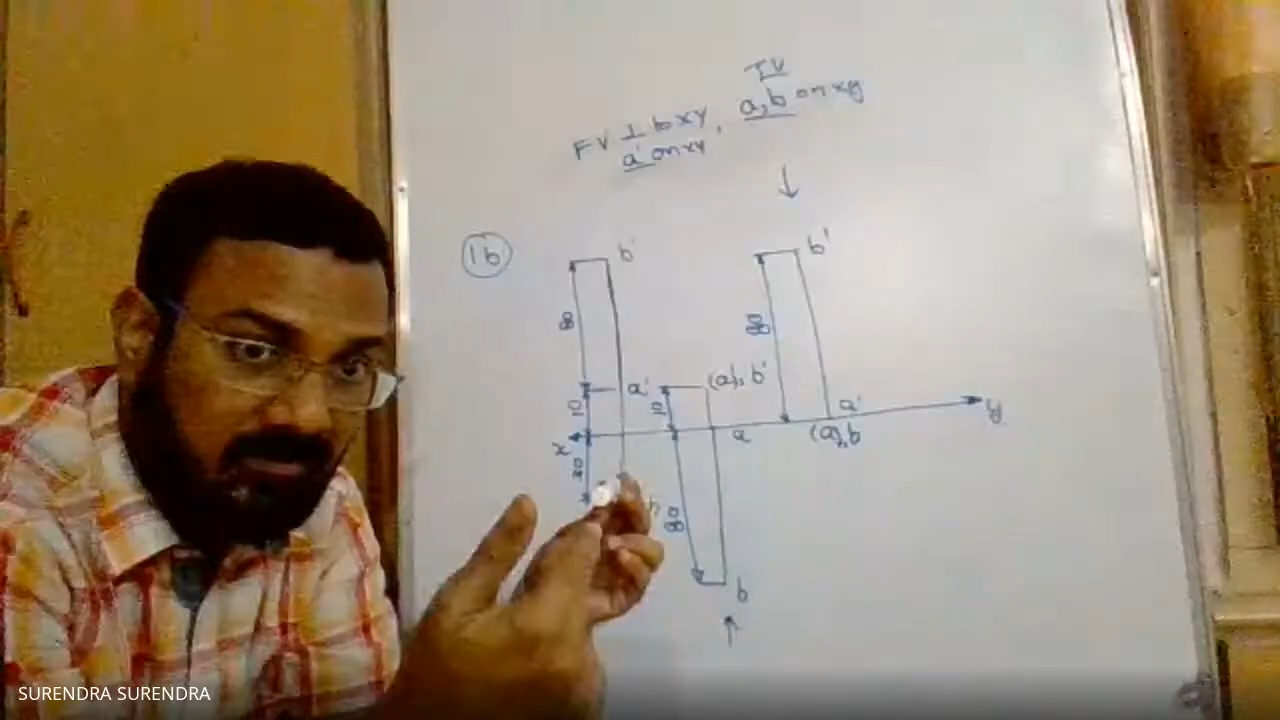 TV
FV ⊥ to XY, a, b on xy
a' on xy
1b
b'
b'
80
80
a'
(a'), b'
10
10
a'
y
x
a
(a), b
20
80
b
SURENDRA SURENDRA